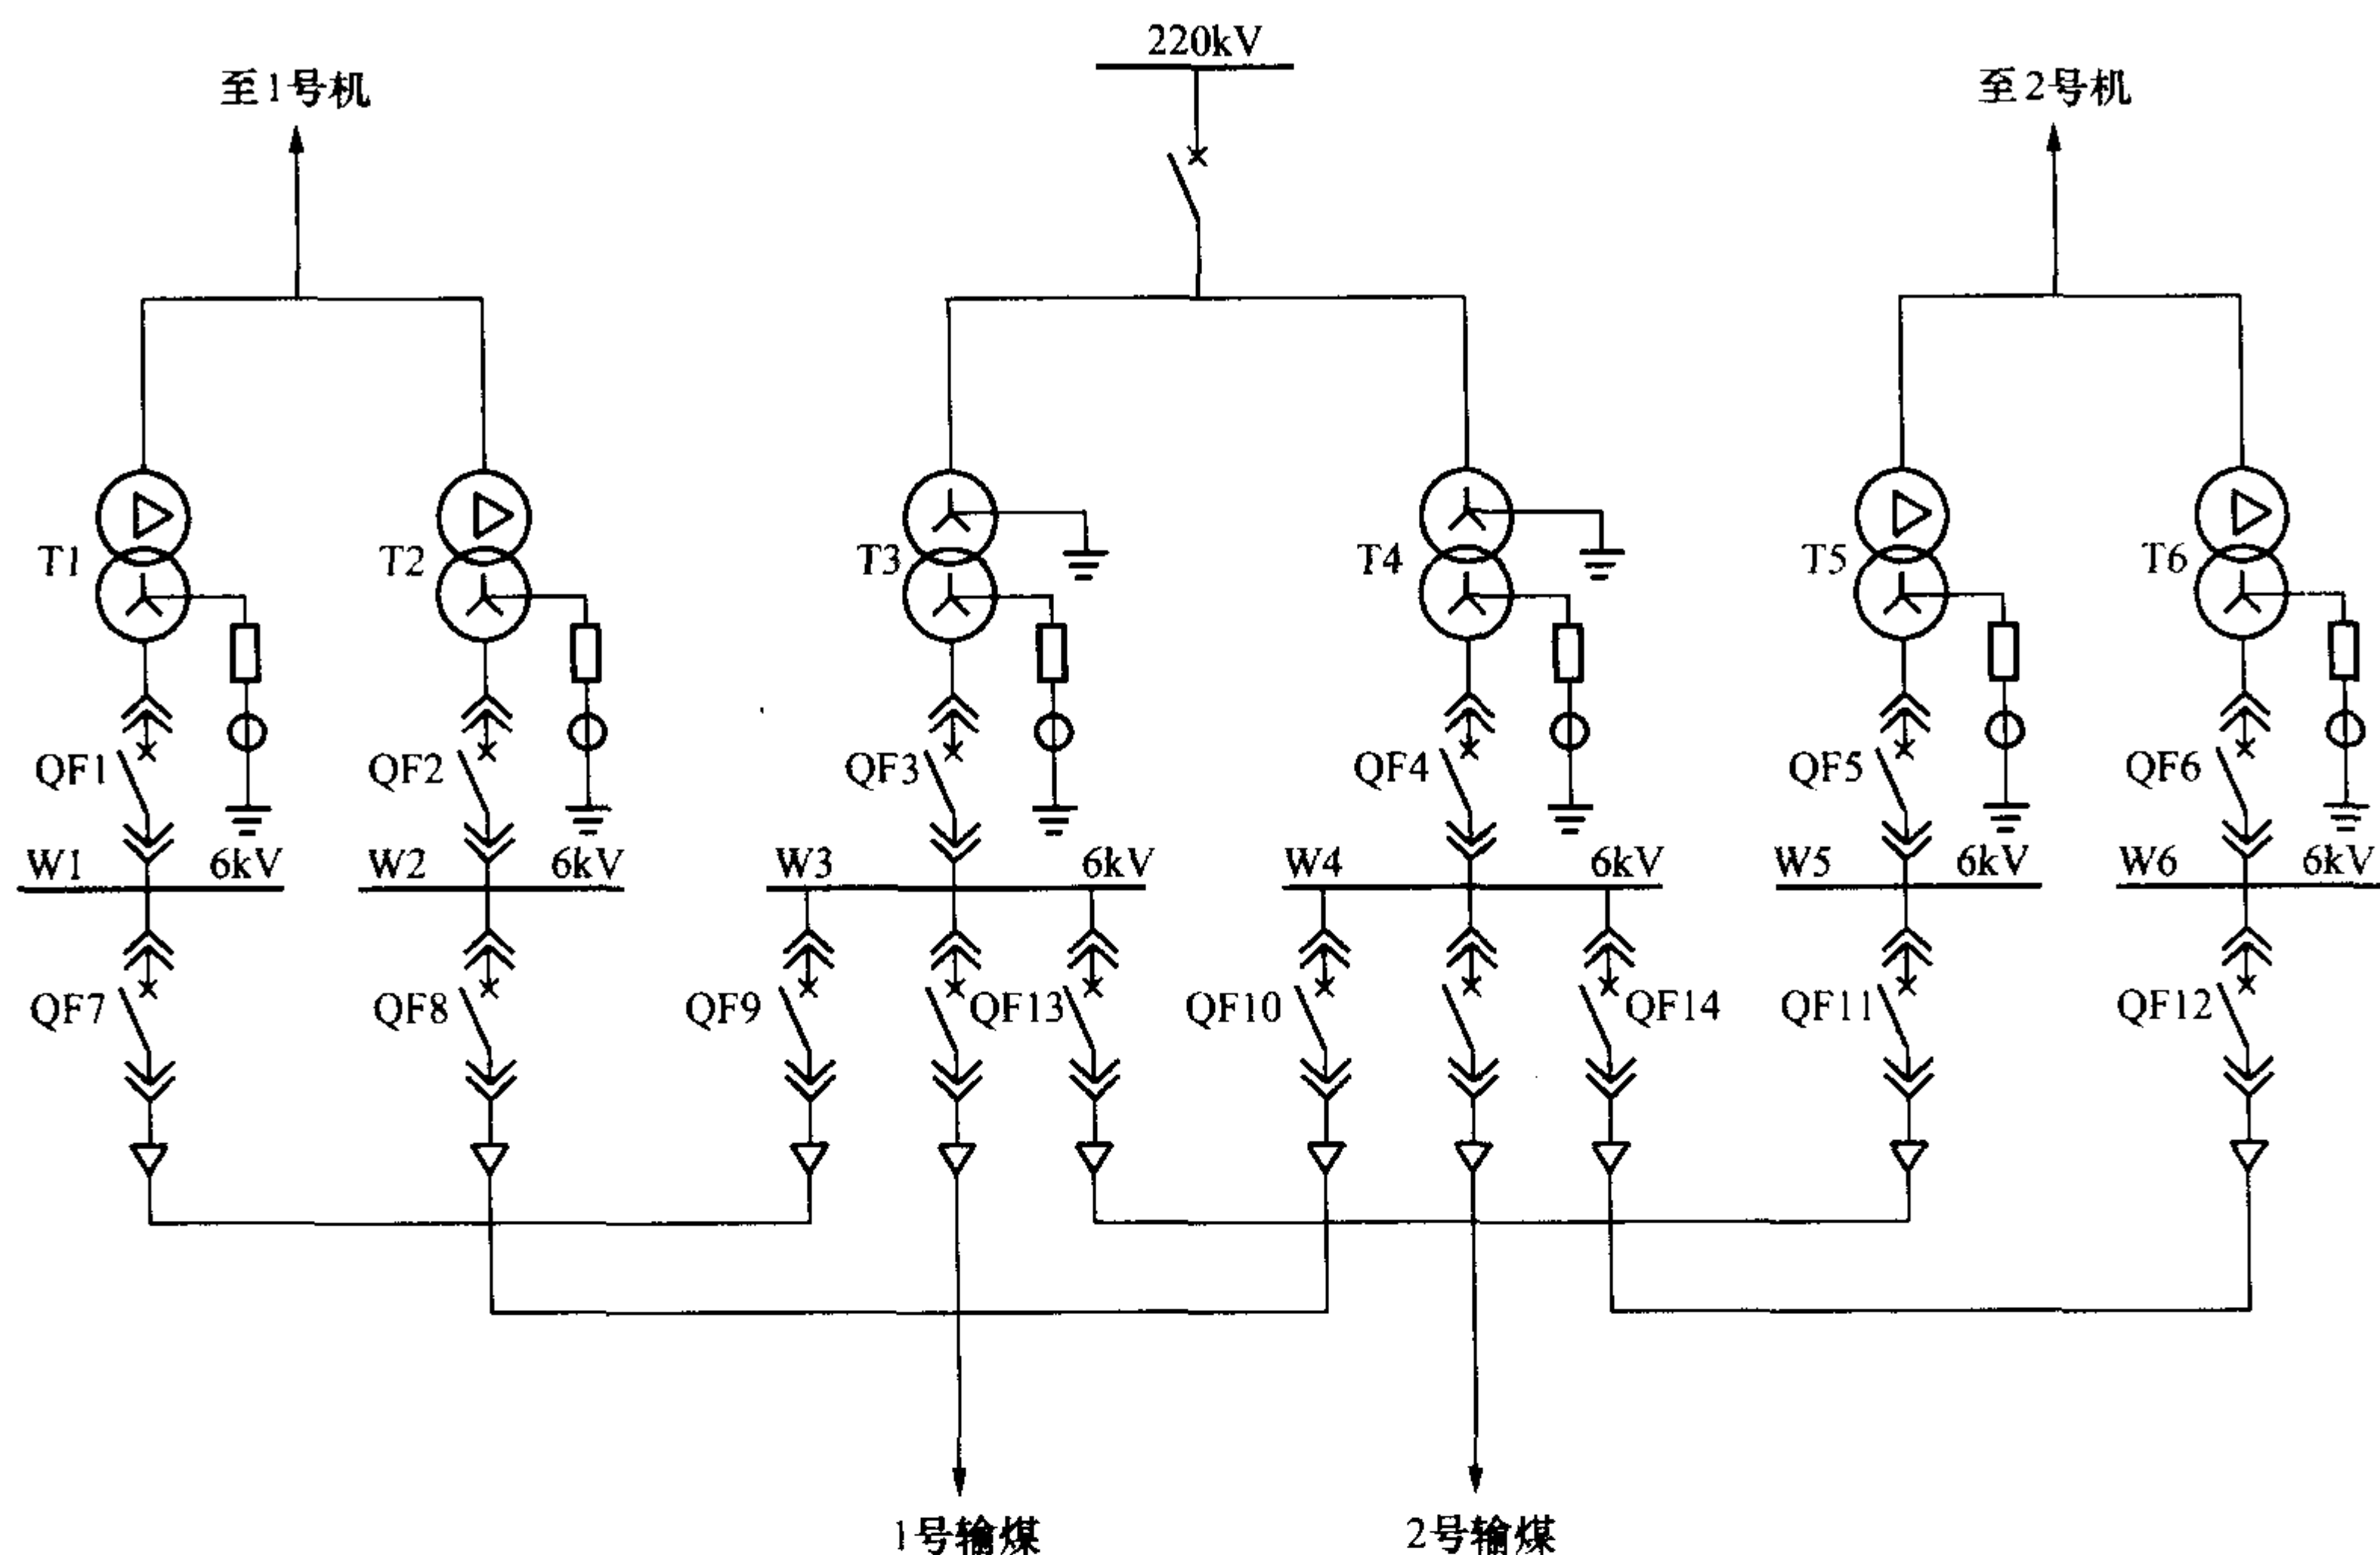 220kV
至1号机
至2号机
T1
T2
T3
T4
T5
T6
QF1
QF2
QF3
QF4
QF5
QF6
W1 6kV
W2 6kV
W3 6kV
W4 6kV
W5 6kV
W6 6kV
QF7
QF8
QF9
QF13
QF10
QF14
QF11
QF12
1号输煤
2号输煤